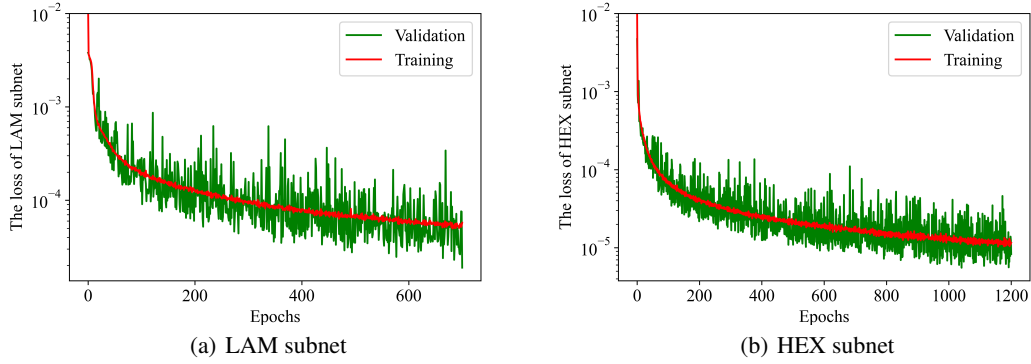 10⁻²
10⁻³
10⁻⁴
The loss of LAM subnet
Validation
Training
0
200
400
600
Epochs
(a) LAM subnet
10⁻²
10⁻³
10⁻⁴
10⁻⁵
The loss of HEX subnet
Validation
Training
0
200
400
600
800
1000
1200
Epochs
(b) HEX subnet